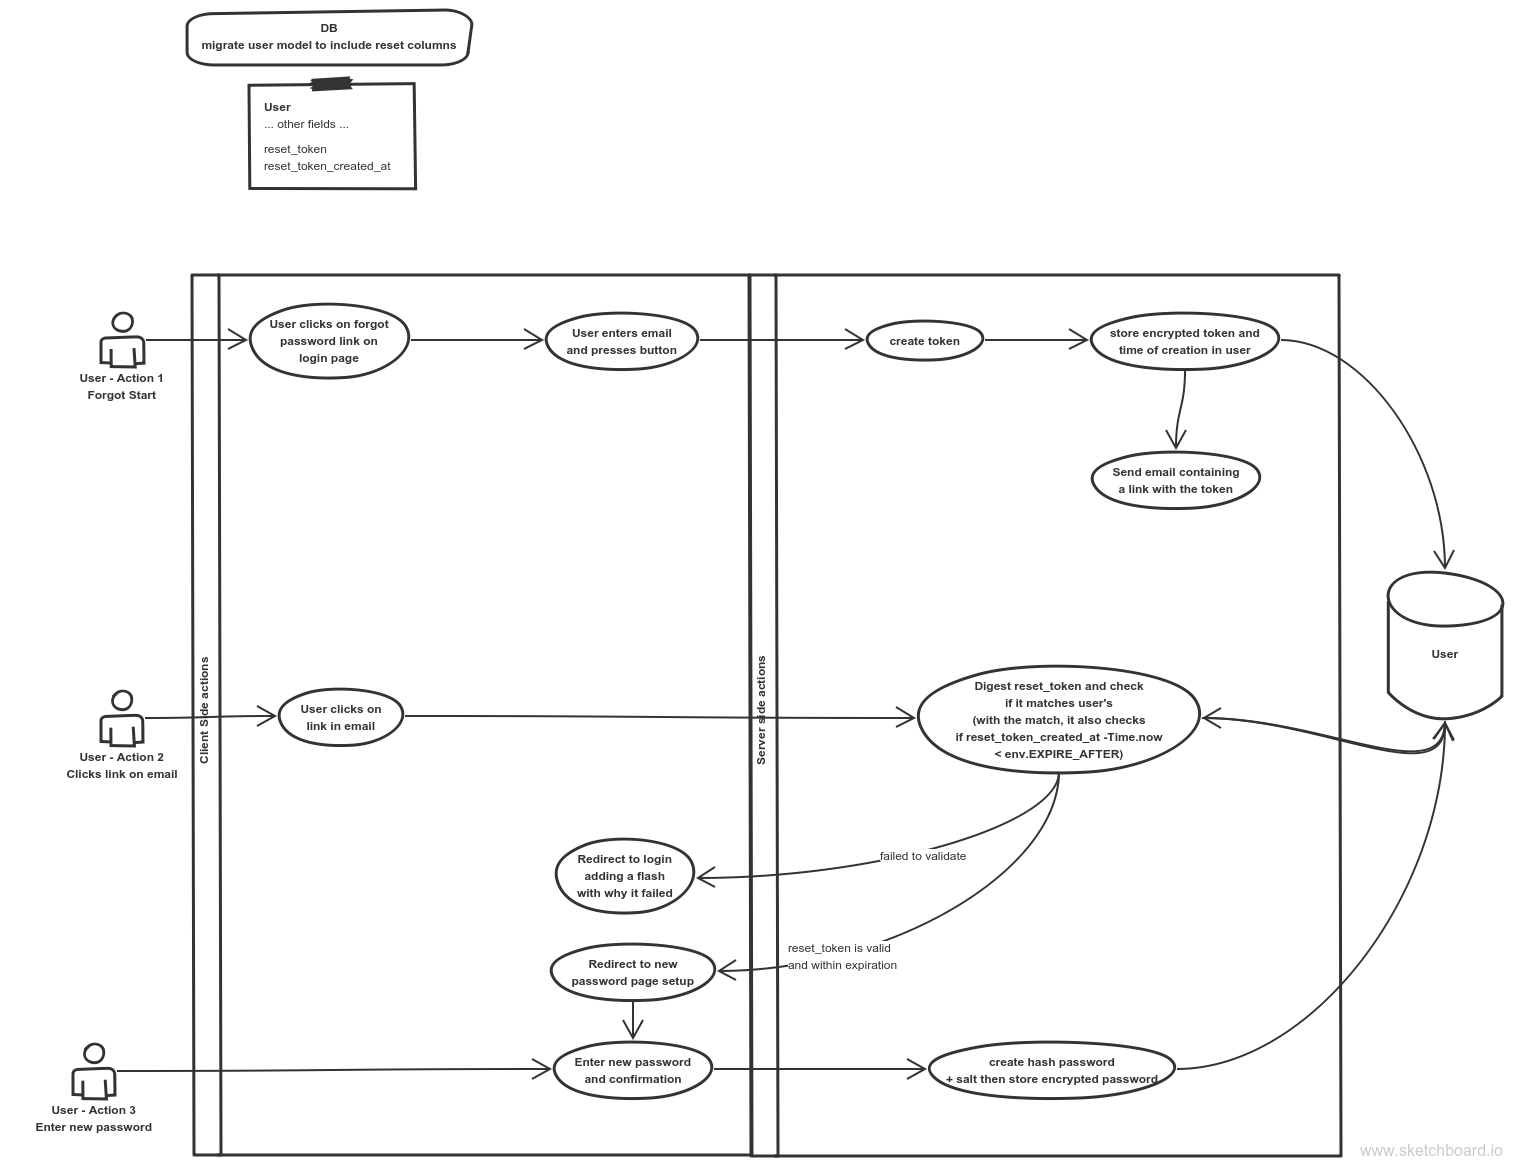 DB
migrate user model to include reset columns
User
... other fields ...
reset_token
reset_token_created_at
User - Action 1
Forgot Start
User clicks on forgot
password link on
login page
User enters email
and presses button
create token
store encrypted token and
time of creation in user
Send email containing
a link with the token
User
Client Side actions
Server side actions
User - Action 2
Clicks link on email
User clicks on
link in email
Digest reset_token and check
if it matches user's
(with the match, it also checks
if reset_token_created_at -Time.now
< env.EXPIRE_AFTER)
failed to validate
Redirect to login
adding a flash
with why it failed
reset_token is valid
and within expiration
Redirect to new
password page setup
User - Action 3
Enter new password
Enter new password
and confirmation
create hash password
+ salt then store encrypted password
www.sketchboard.io